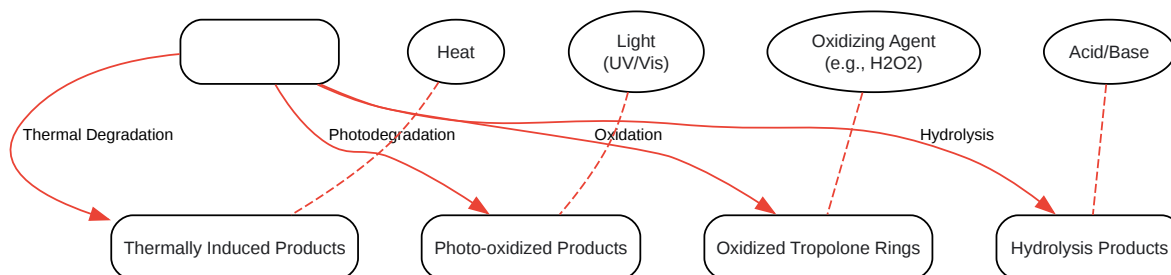 Heat
Light
(UV/Vis)
Oxidizing Agent
(e.g., H2O2)
Acid/Base
Thermal Degradation
Photodegradation
Oxidation
Hydrolysis
Thermally Induced Products
Photo-oxidized Products
Oxidized Tropolone Rings
Hydrolysis Products